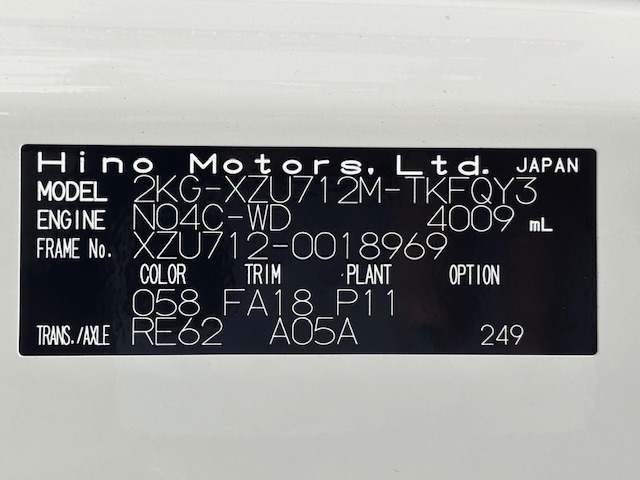 Hino Motors, Ltd. JAPAN
MODEL 2KG-XZU712M-TKFQY3
ENGINE N04C-WD 4009 mL
FRAME No. XZU712-0018969
COLOR TRIM PLANT OPTION
058 FA18 P11
TRANS./AXLE RE62 A05A 249